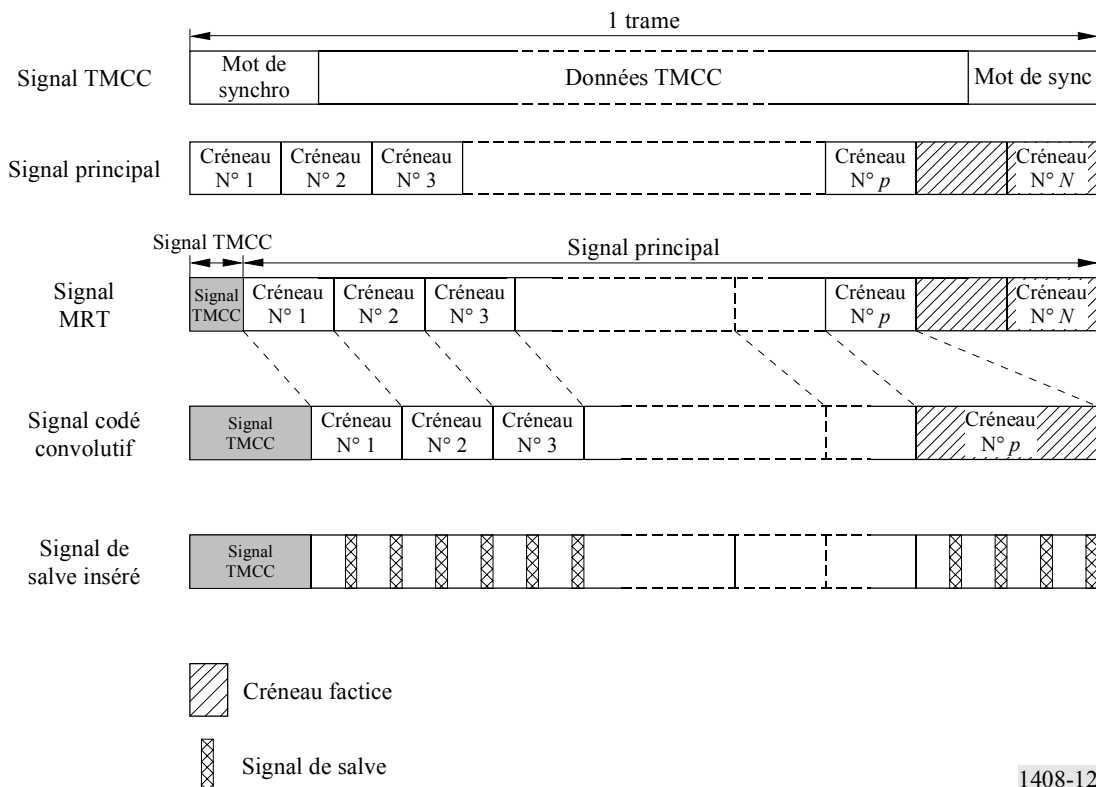 1 trame
Signal TMCC
Mot de
synchro
Données TMCC
Mot de sync
Signal principal
Créneau
N° 1
Créneau
N° 2
Créneau
N° 3
Créneau
N° p
Créneau
N° N
Signal TMCC
Signal principal
Signal
MRT
Signal
TMCC
Créneau
N° 1
Créneau
N° 2
Créneau
N° 3
Créneau
N° p
Créneau
N° N
Signal codé
convolutif
Signal
TMCC
Créneau
N° 1
Créneau
N° 2
Créneau
N° 3
Créneau
N° p
Signal de
salve inséré
Signal
TMCC
Créneau factice
Signal de salve
1408-12